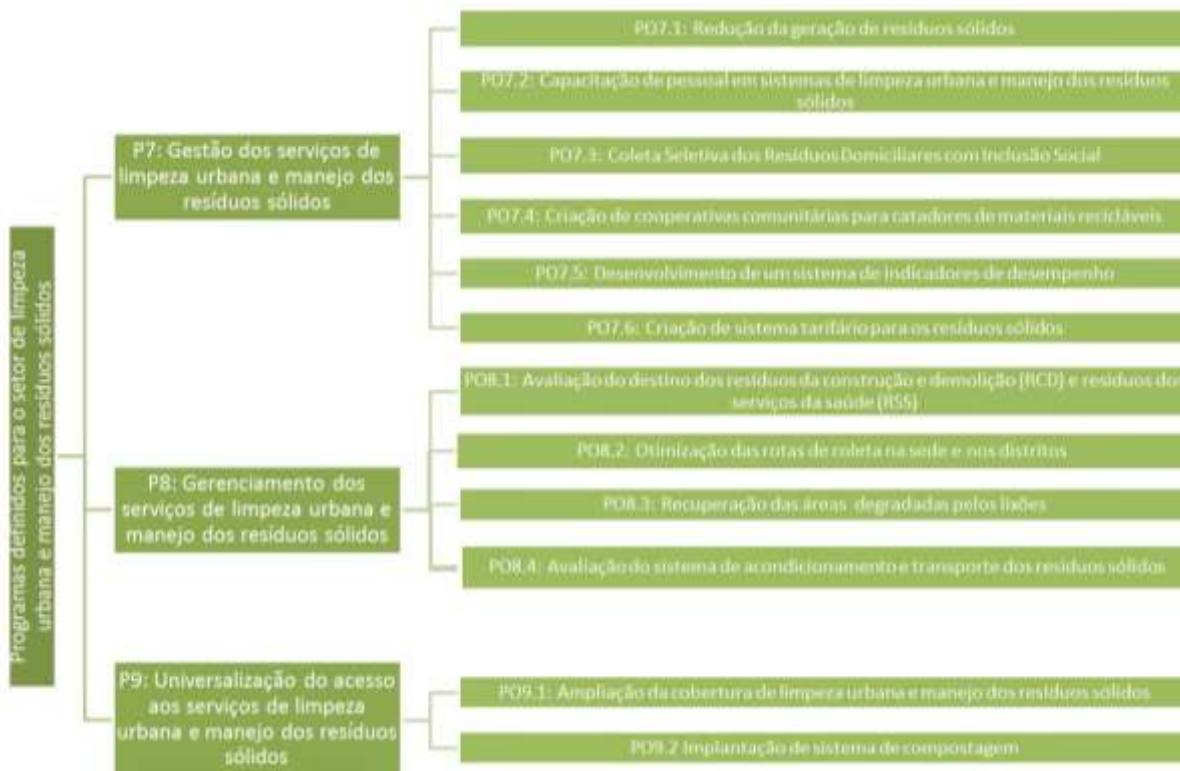 Programas definidos para o setor de limpeza
urbana e manejo dos resíduos sólidos
P7: Gestão dos serviços de
limpeza urbana e manejo dos
resíduos sólidos
PO7.1: Redução da geração de resíduos sólidos
PO7.2: Capacitação de pessoal em sistemas de limpeza urbana e manejo dos resíduos
sólidos
PO7.3: Coleta Seletiva dos Resíduos Domiciliares com Inclusão Social
PO7.4: Criação de cooperativas comunitárias para catadores de materiais recicláveis
PO7.5: Desenvolvimento de um sistema de indicadores de desempenho
PO7.6: Criação de sistema tarifário para os resíduos sólidos
P8: Gerenciamento dos
serviços de limpeza urbana e
manejo dos resíduos sólidos
PO8.1: Avaliação do destino dos resíduos da construção e demolição (RCD) e resíduos dos
serviços da saúde (RSS)
PO8.2: Otimização das rotas de coleta na sede e nos distritos
PO8.3: Recuperação das áreas degradadas pelos lixões
PO8.4: Avaliação do sistema de acondicionamento e transporte dos resíduos sólidos
P9: Universalização do acesso
aos serviços de limpeza
urbana e manejo dos resíduos
sólidos
PO9.1: Ampliação da cobertura de limpeza urbana e manejo dos resíduos sólidos
PO9.2 Implantação de sistema de compostagem